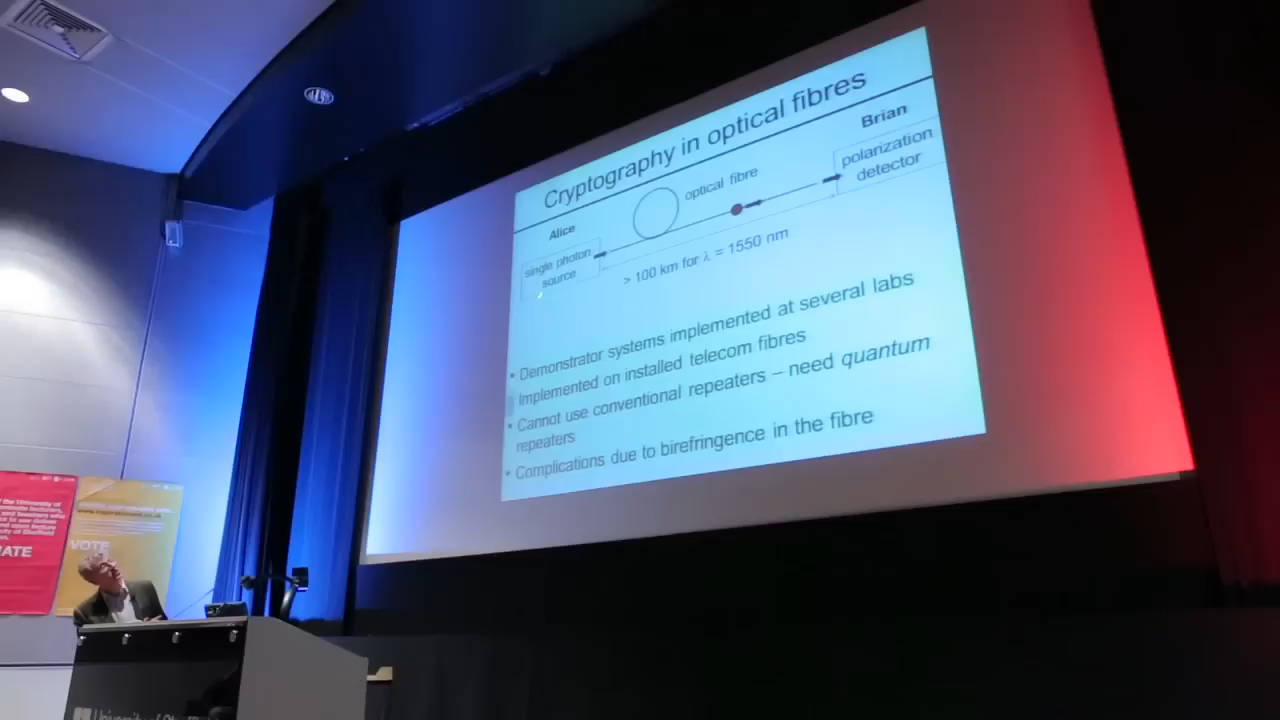 Cryptography in optical fibres
Alice
Brian
single photon
source
optical fibre
polarization
detector
> 100 km for λ = 1550 nm
• Demonstrator systems implemented at several labs
Implemented on installed telecom fibres
• Cannot use conventional repeaters – need quantum
repeaters
• Complications due to birefringence in the fibre
VOTE
University of